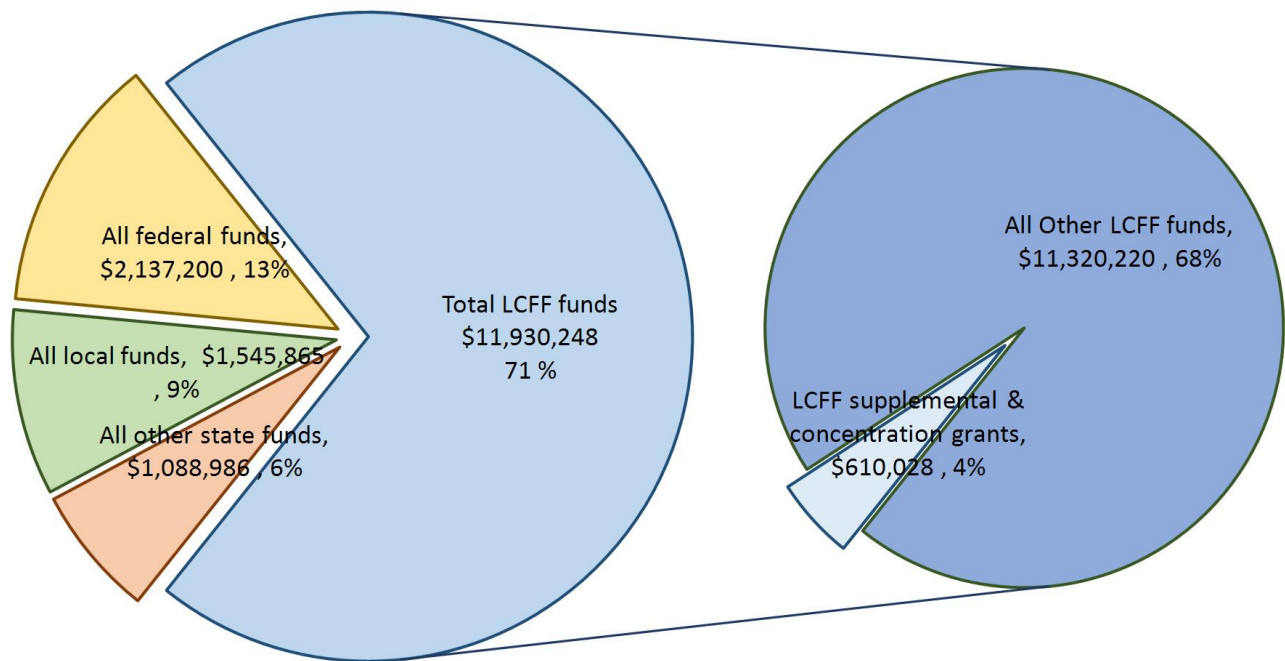 All federal funds,
$2,137,200 , 13%
All local funds,  $1,545,865
, 9%
All other state funds,
$1,088,986 , 6%
Total LCFF funds
$11,930,248
71 %
All Other LCFF funds,
$11,320,220 , 68%
LCFF supplemental &
concentration grants,
$610,028 , 4%